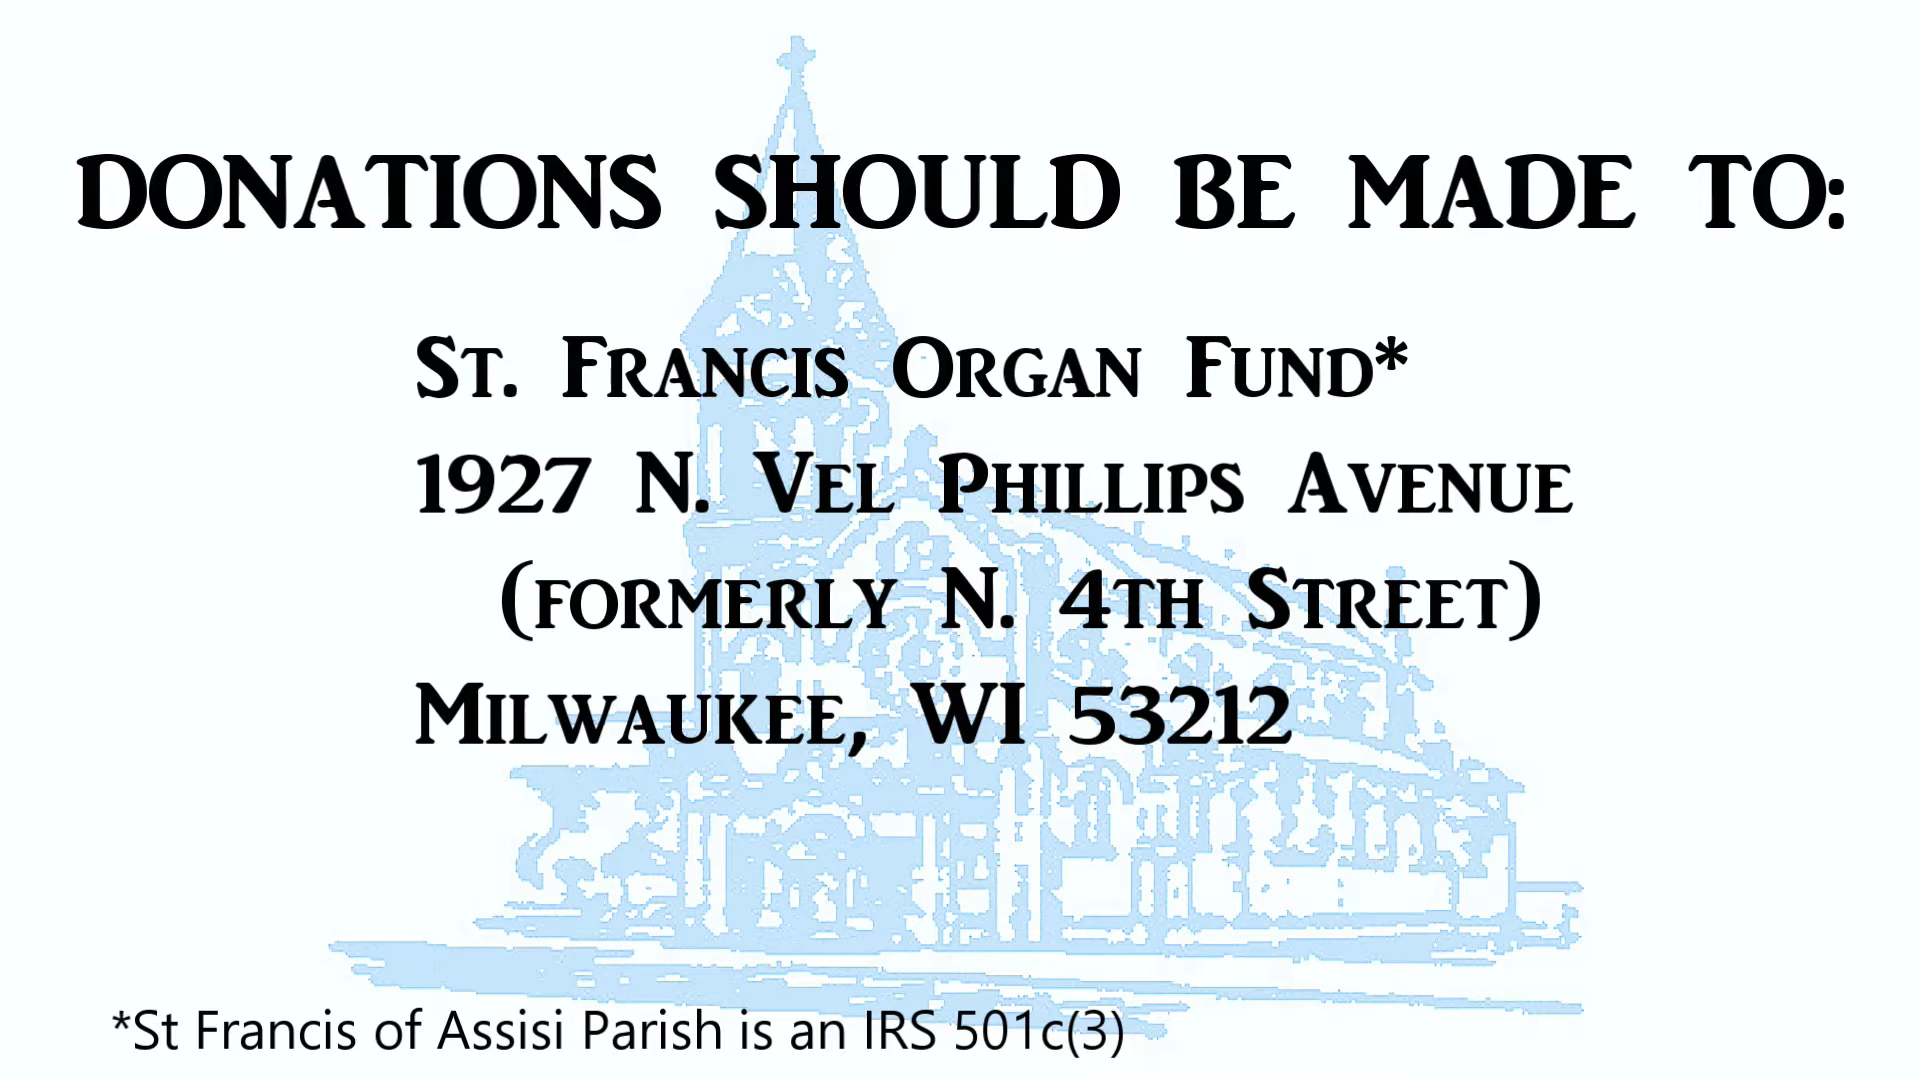 DONATIONS SHOULD BE MADE TO:
St. Francis Organ Fund*
1927 N. Vel Phillips Avenue
(formerly N. 4th Street)
Milwaukee, WI 53212
*St Francis of Assisi Parish is an IRS 501c(3)